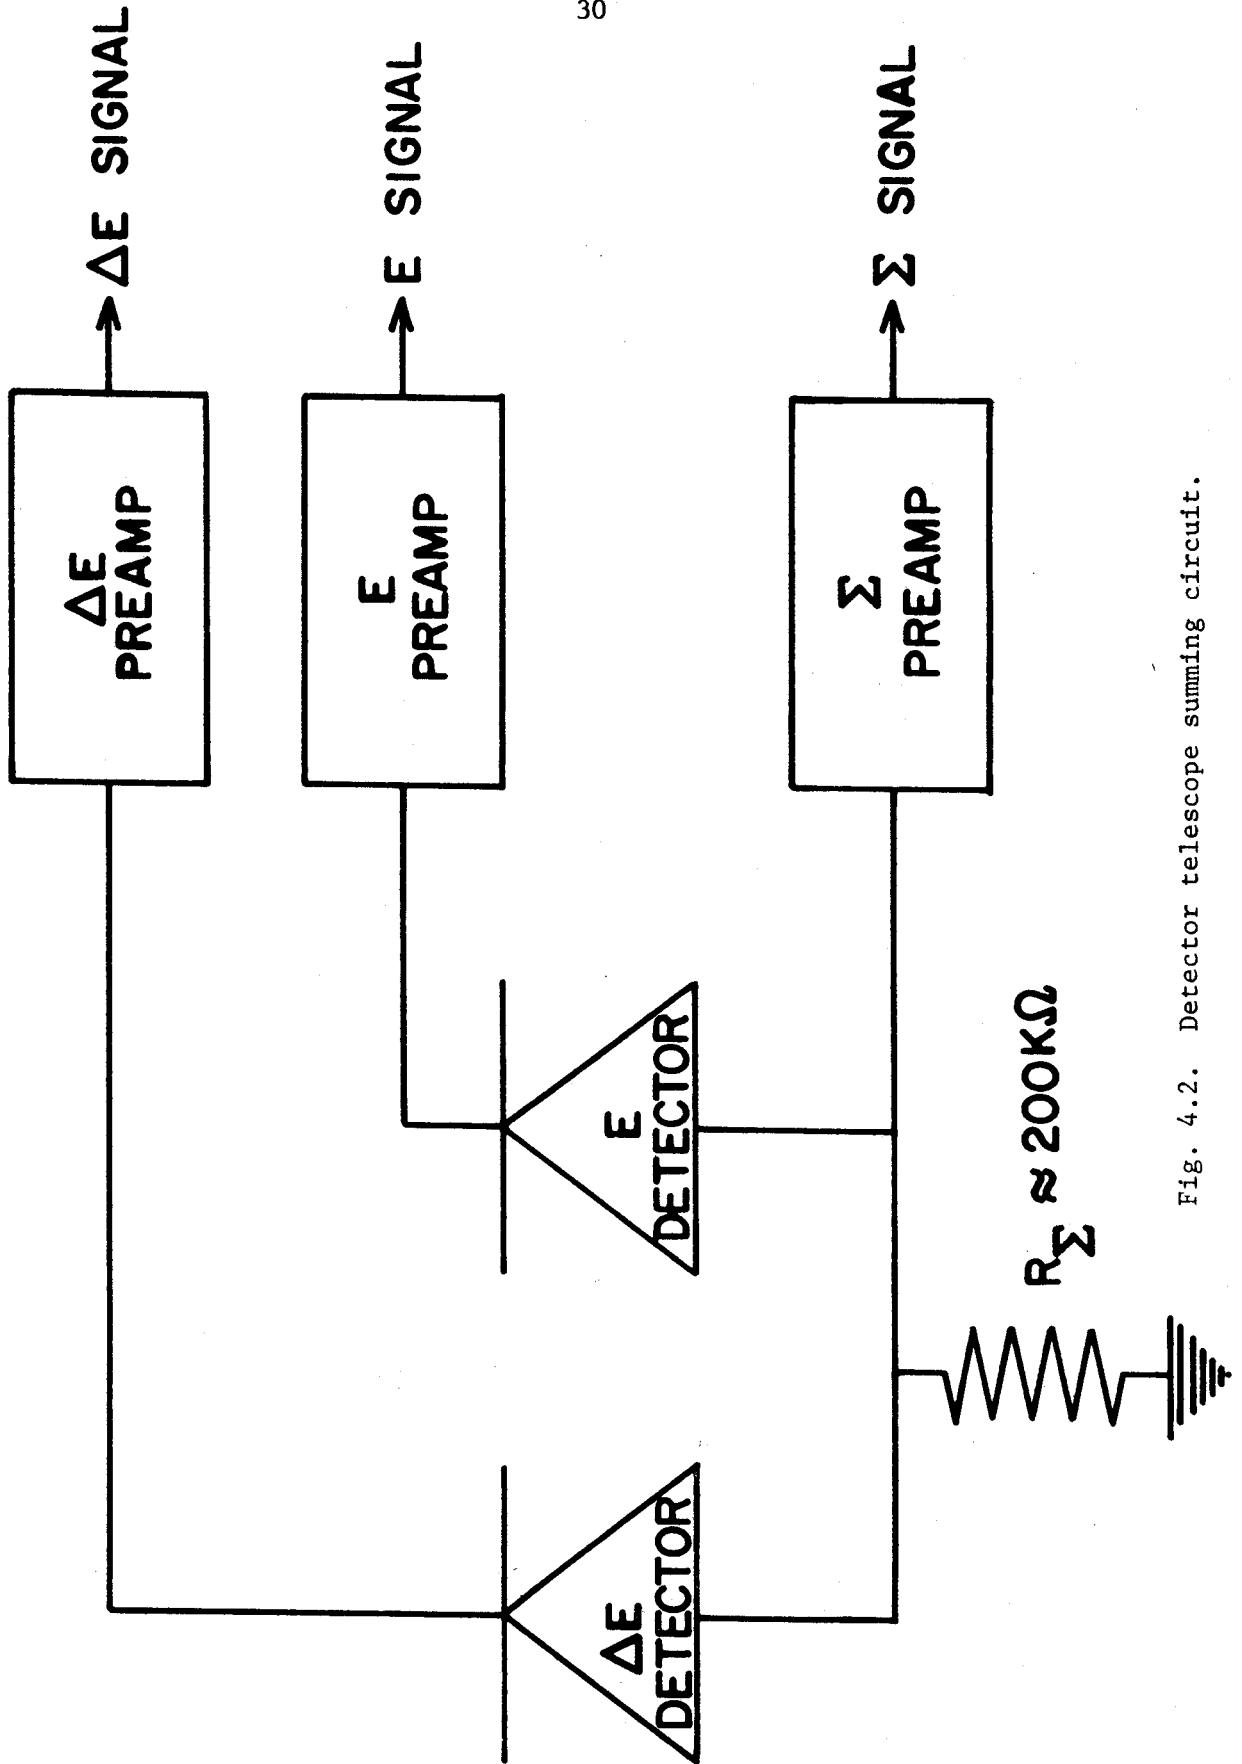 30
ΔE
PREAMP
ΔE SIGNAL
E
PREAMP
E SIGNAL
ΔE
DETECTOR
E
DETECTOR
Σ
PREAMP
Σ SIGNAL
RΣ ≈ 200KΩ
Fig. 4.2. Detector telescope summing circuit.